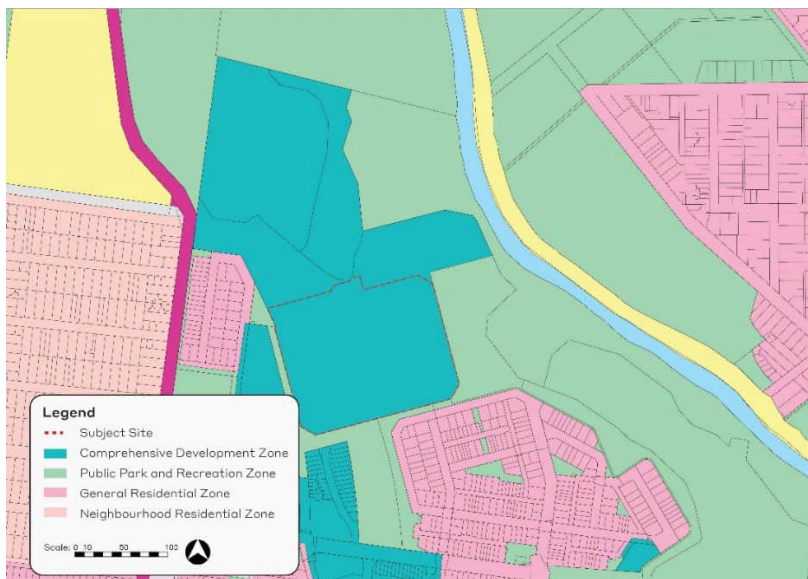 Legend
Subject Site
Comprehensive Development Zone
Public Park and Recreation Zone
General Residential Zone
Neighbourhood Residential Zone
Scale: 0 10 50 100